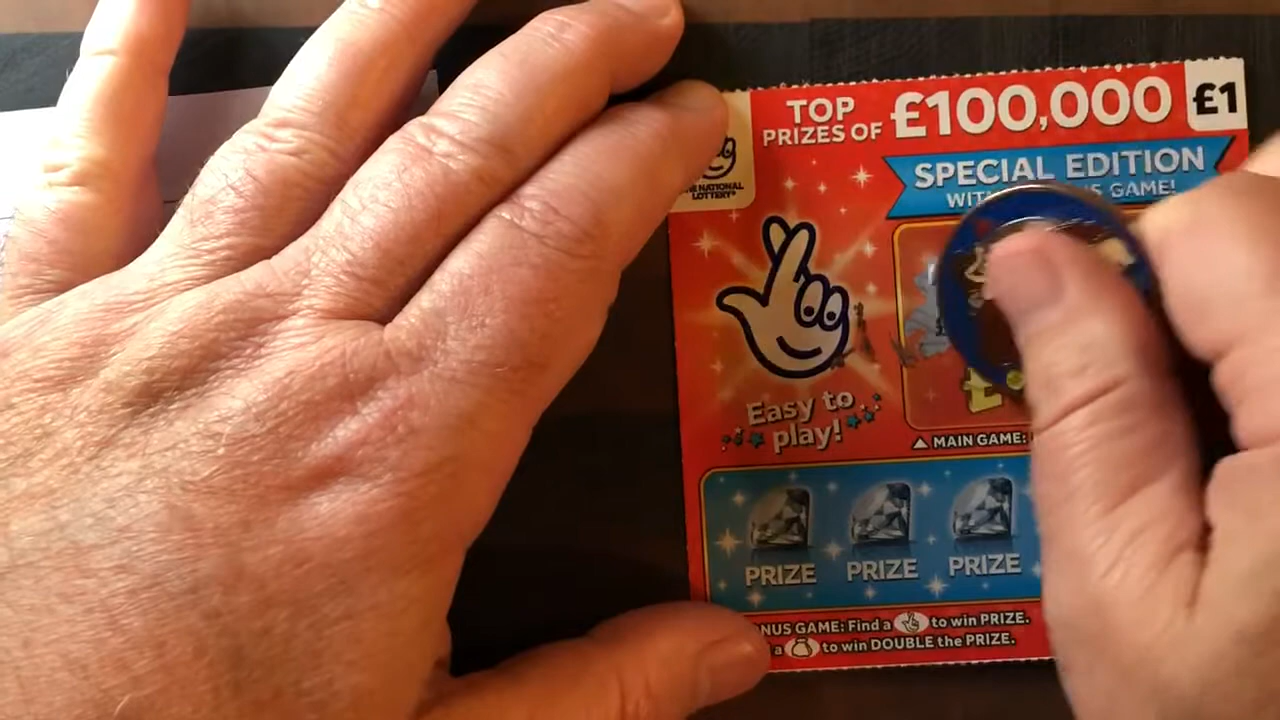 TOP
PRIZES OF £100,000
£1
THE NATIONAL
LOTTERY®
SPECIAL EDITION
GAME!
Easy to
play!
£
MAIN GAME:
PRIZE PRIZE PRIZE
NUS GAME: Find a to win PRIZE.
a to win DOUBLE the PRIZE.